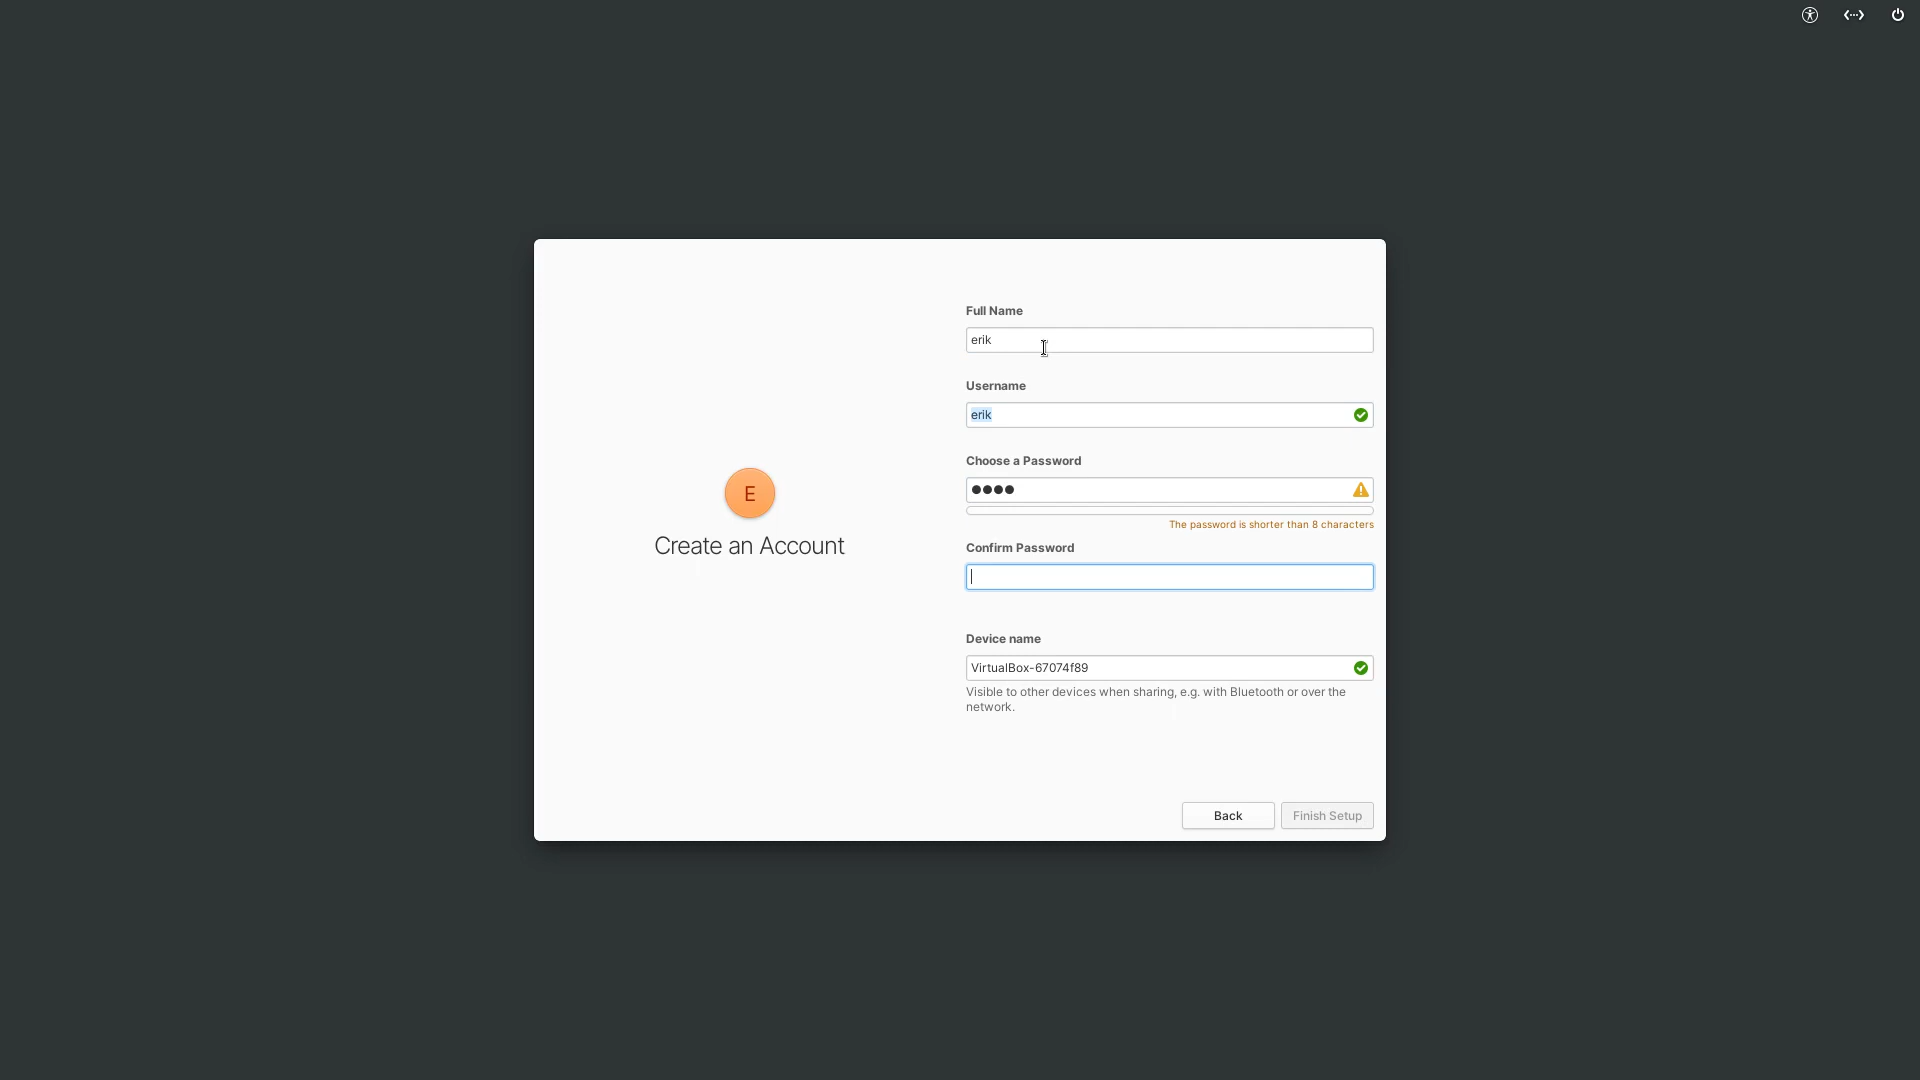 Full Name
erik
Username
erik
Choose a Password
●●●●
The password is shorter than 8 characters
Confirm Password
E
Create an Account
Device name
VirtualBox-67074f89
Visible to other devices when sharing, e.g. with Bluetooth or over the
network.
Back
Finish Setup